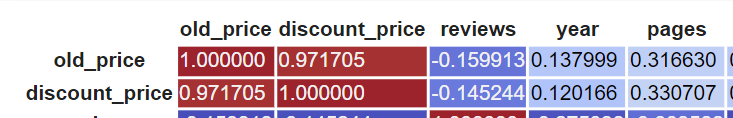 old_price discount_price reviews year pages
old_price 1.000000 0.971705 -0.159913 0.137999 0.316630
discount_price 0.971705 1.000000 -0.145244 0.120166 0.330707